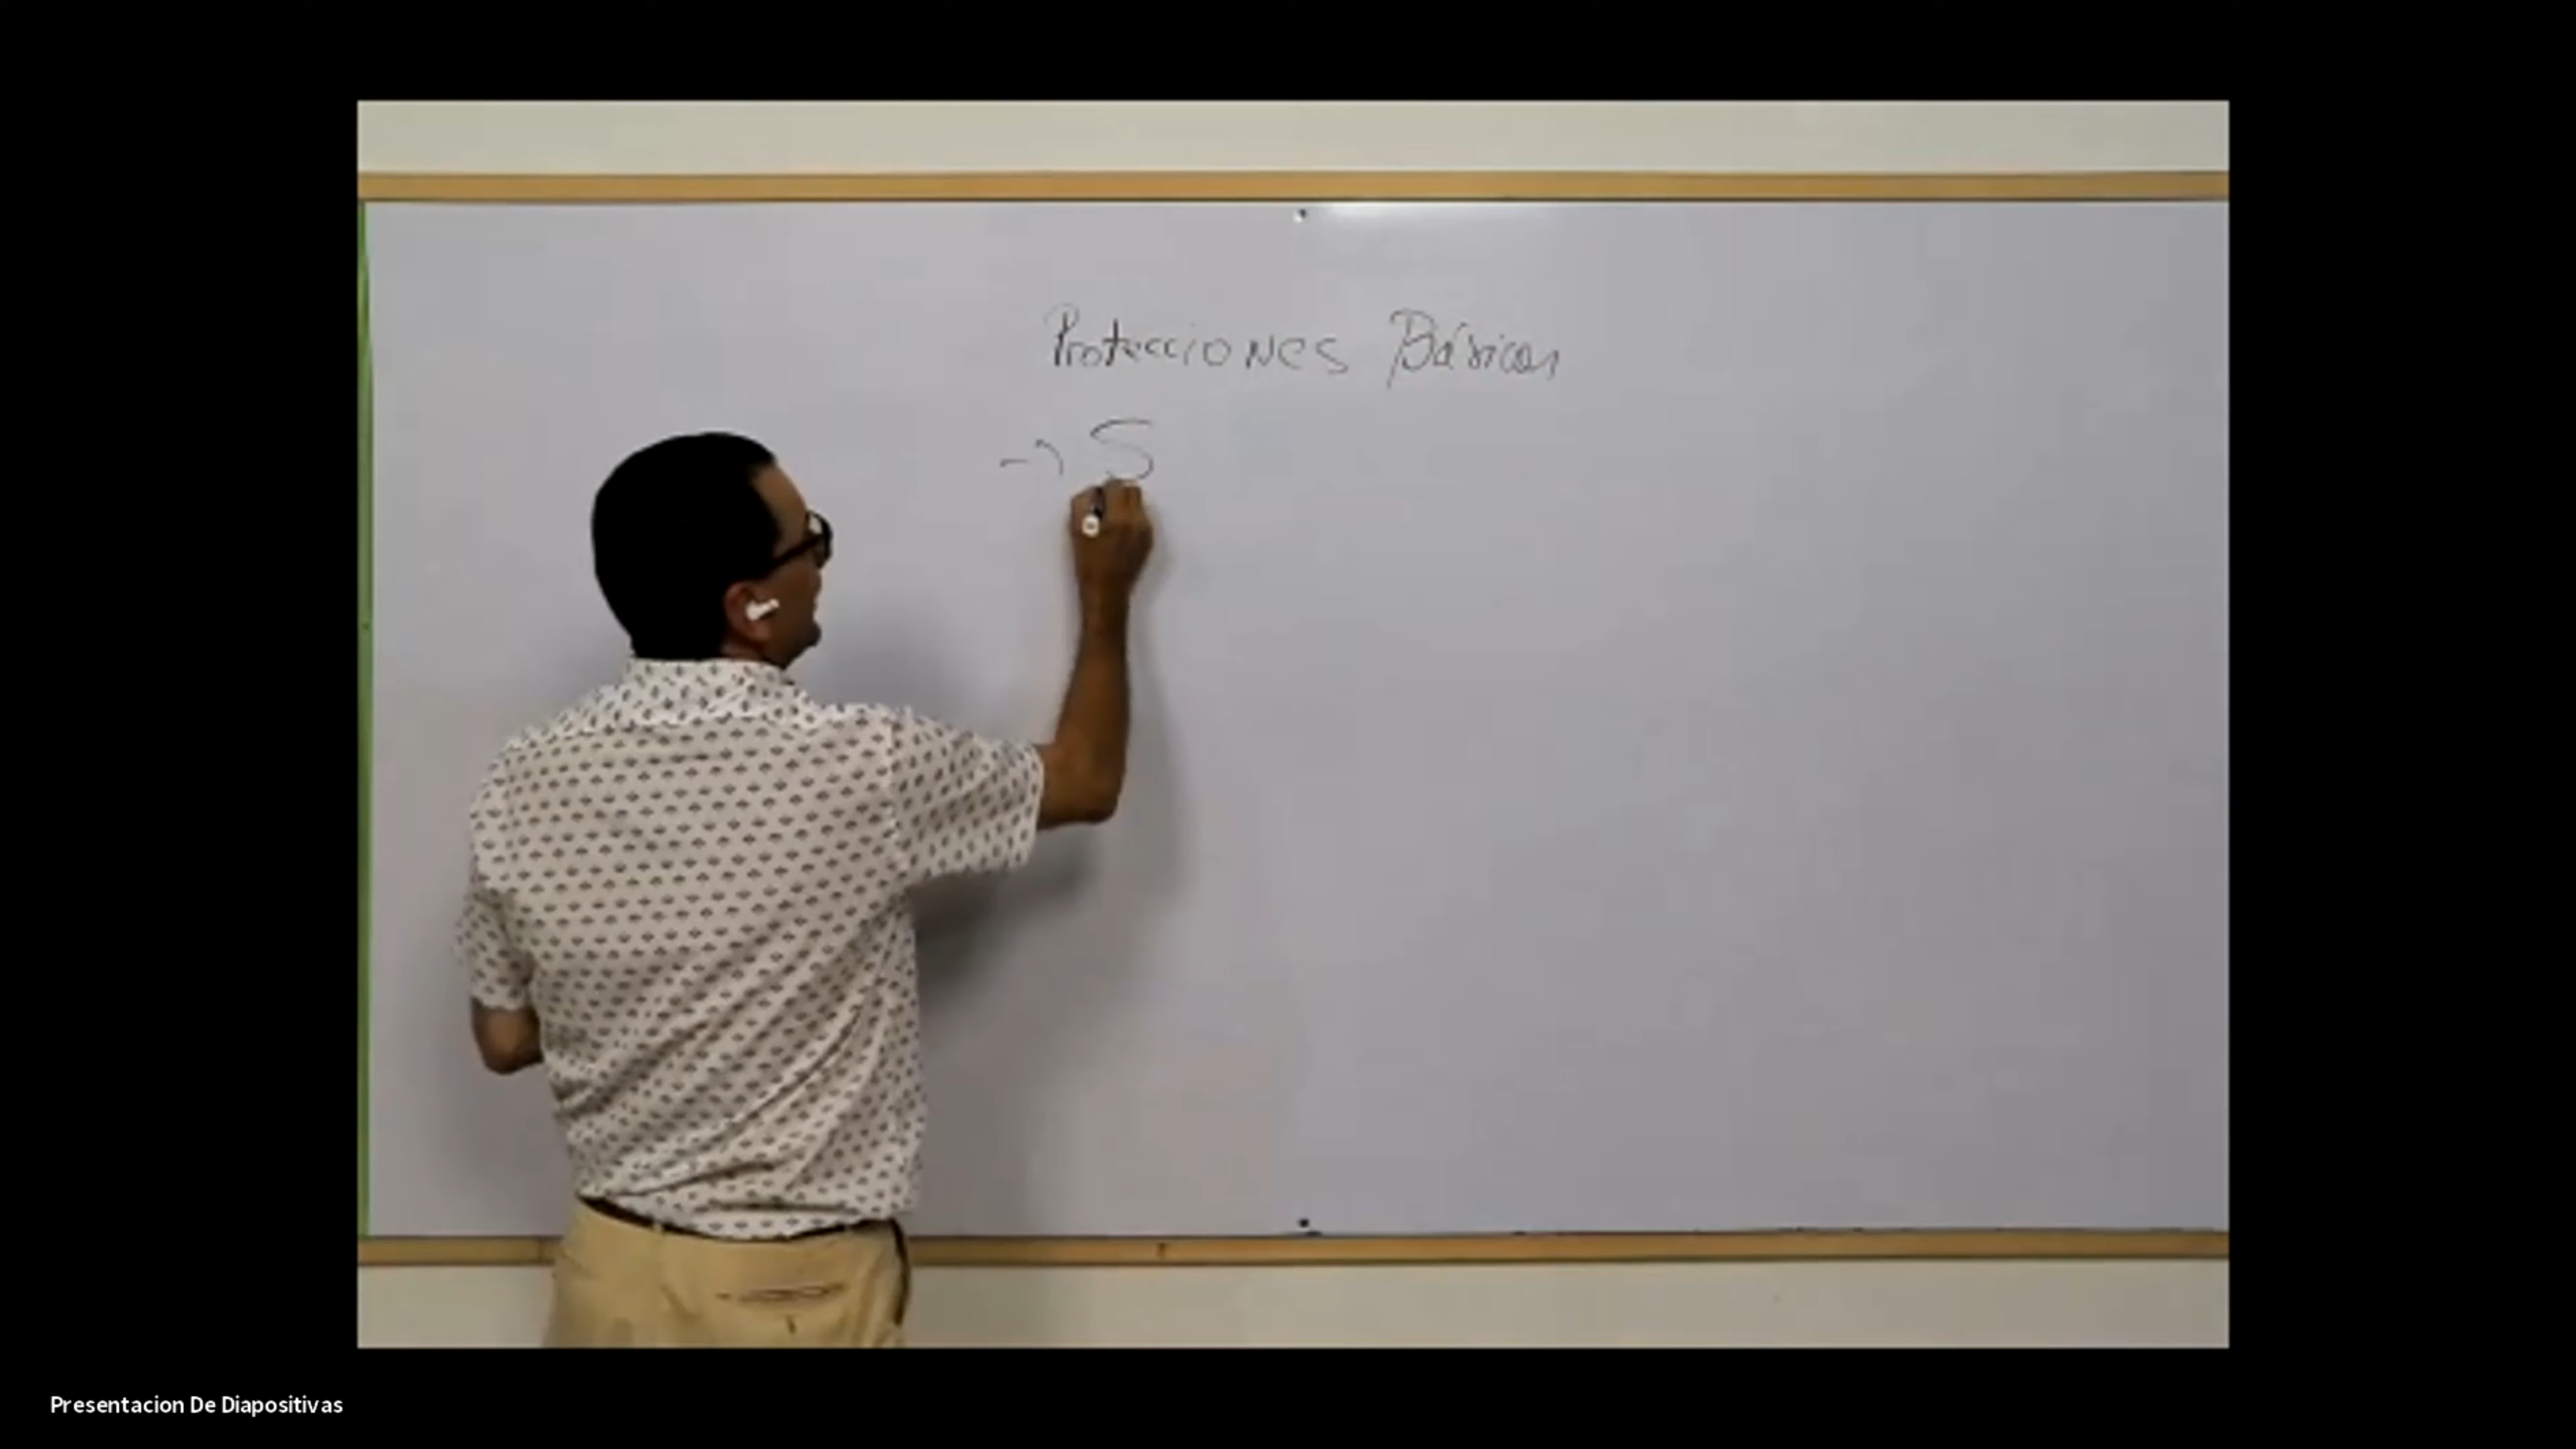 Protecciones Básicas
→ S
Presentacion De Diapositivas